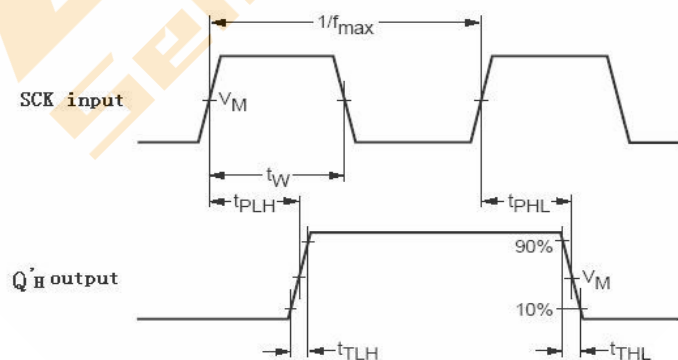 1/fmax
SCK input
VM
tW
tPLH
tPHL
90%
Q'H output
VM
10%
tTLH
tTHL